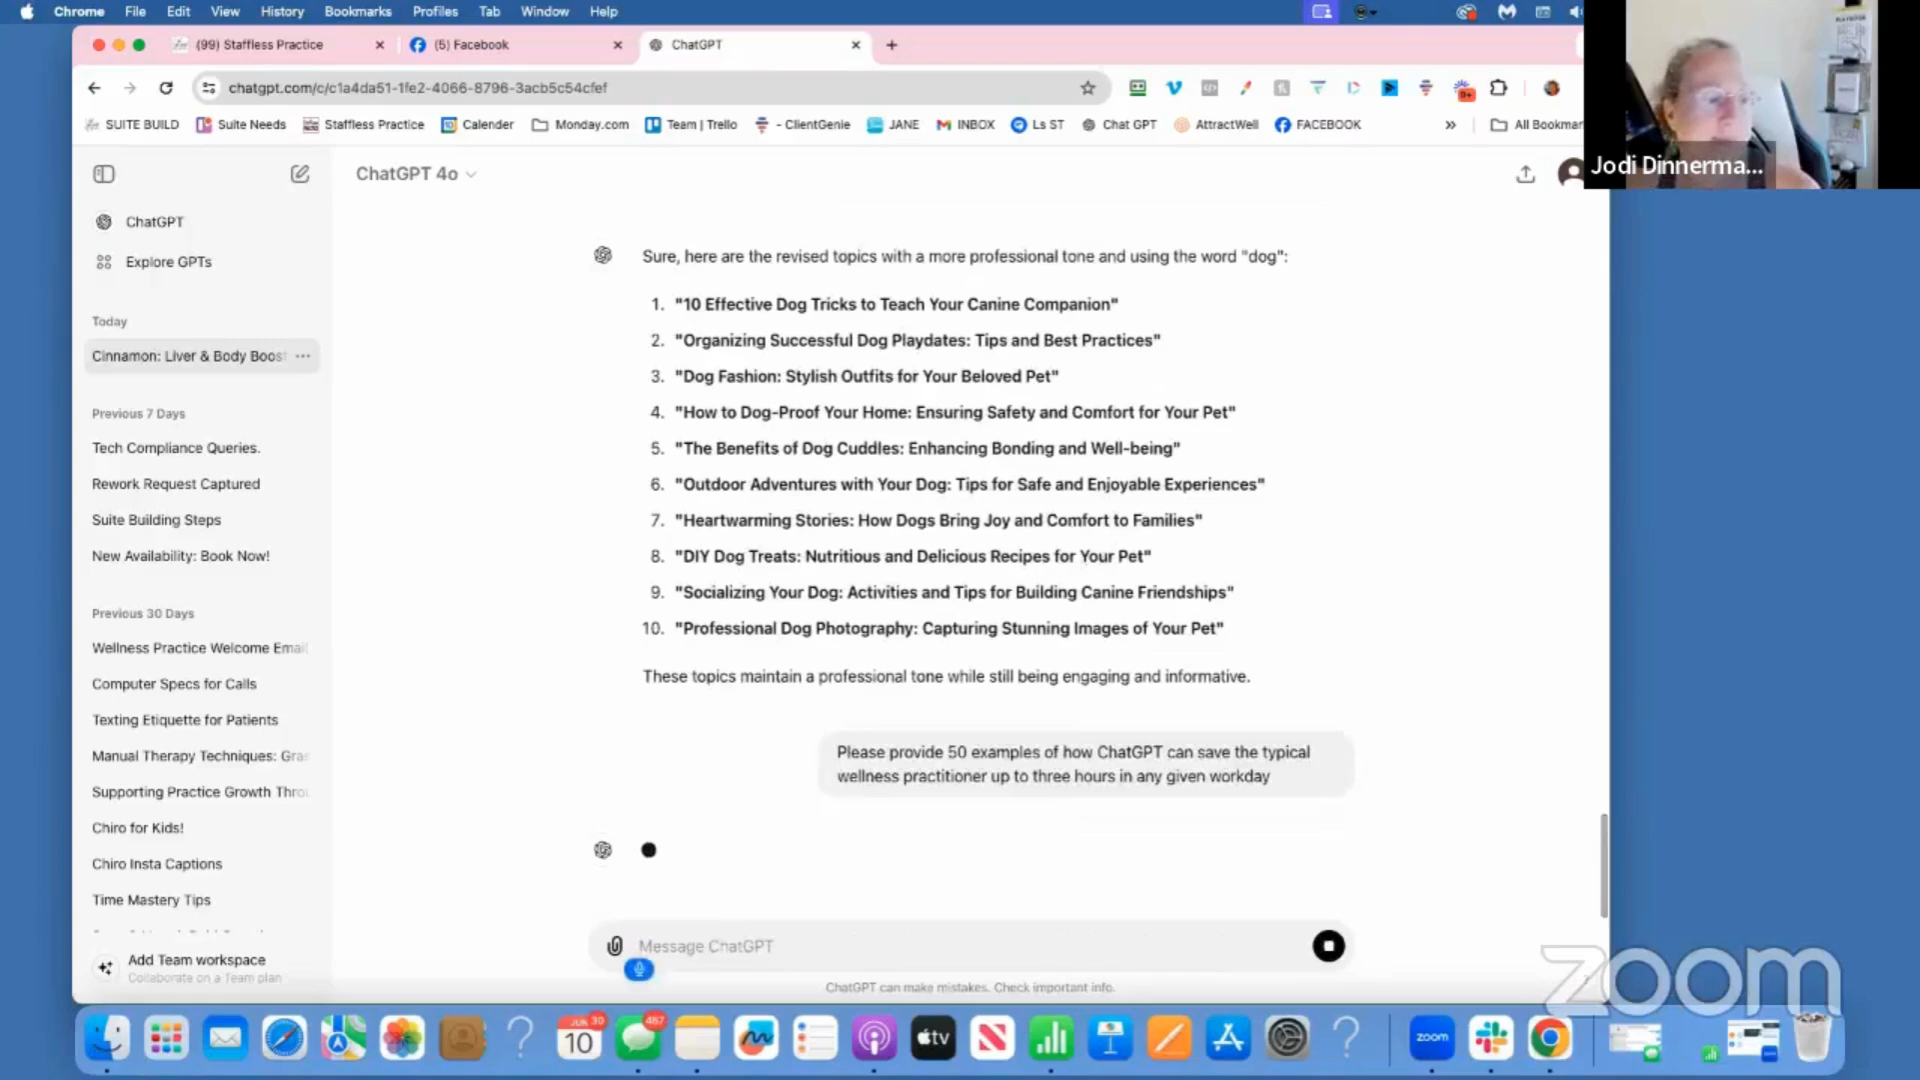 Chrome File Edit View History Bookmarks Profiles Tab Window Help
(99) Staffless Practice
(5) Facebook
ChatGPT
chatgpt.com/c/c1a4da51-1fe2-4066-8796-3acb5c54cfef
9+
SUITE BUILD Suite Needs Staffless Practice Calender Monday.com Team | Trello - ClientGenie JANE INBOX Ls ST Chat GPT AttractWell FACEBOOK » All Bookmar
Jodi Dinnerma...
ChatGPT 4o
ChatGPT
Explore GPTs
Today
Cinnamon: Liver & Body Boost ...
Previous 7 Days
Tech Compliance Queries.
Rework Request Captured
Suite Building Steps
New Availability: Book Now!
Previous 30 Days
Wellness Practice Welcome Email
Computer Specs for Calls
Texting Etiquette for Patients
Manual Therapy Techniques: Gras
Supporting Practice Growth Throu
Chiro for Kids!
Chiro Insta Captions
Time Mastery Tips
Add Team workspace
Collaborate on a Team plan
Sure, here are the revised topics with a more professional tone and using the word "dog":
1. "10 Effective Dog Tricks to Teach Your Canine Companion"
2. "Organizing Successful Dog Playdates: Tips and Best Practices"
3. "Dog Fashion: Stylish Outfits for Your Beloved Pet"
4. "How to Dog-Proof Your Home: Ensuring Safety and Comfort for Your Pet"
5. "The Benefits of Dog Cuddles: Enhancing Bonding and Well-being"
6. "Outdoor Adventures with Your Dog: Tips for Safe and Enjoyable Experiences"
7. "Heartwarming Stories: How Dogs Bring Joy and Comfort to Families"
8. "DIY Dog Treats: Nutritious and Delicious Recipes for Your Pet"
9. "Socializing Your Dog: Activities and Tips for Building Canine Friendships"
10. "Professional Dog Photography: Capturing Stunning Images of Your Pet"
These topics maintain a professional tone while still being engaging and informative.
Please provide 50 examples of how ChatGPT can save the typical
wellness practitioner up to three hours in any given workday
Message ChatGPT
ChatGPT can make mistakes. Check important info.
zoom
JUN 30
10
467
tv
zoom